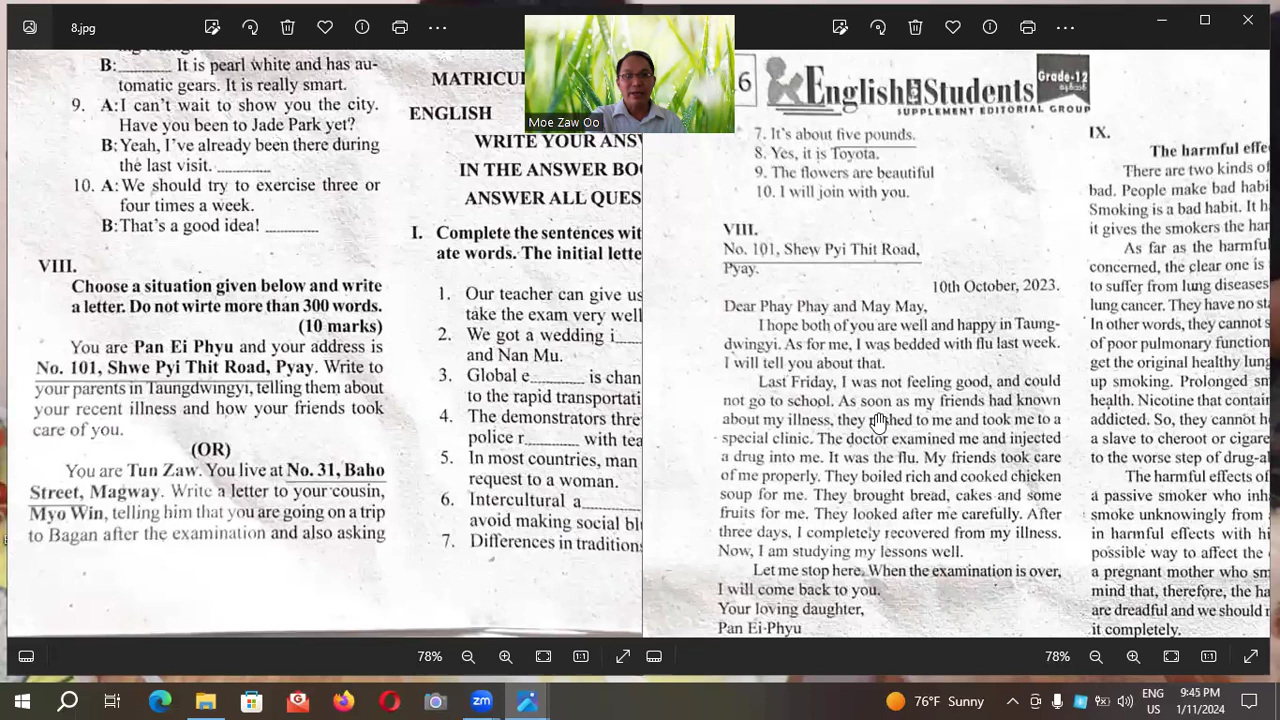 8.jpg
B:______ It is pearl white and has au-
tomatic gears. It is really smart.
9. A: I can't wait to show you the city.
Have you been to Jade Park yet?
B: Yeah, I've already been there during
the last visit. ________
10. A: We should try to exercise three or
four times a week.
B: That's a good idea! ________
VIII.
Choose a situation given below and write
a letter. Do not wirte more than 300 words.
(10 marks)
You are Pan Ei Phyu and your address is
No. 101, Shwe Pyi Thit Road, Pyay. Write to
your parents in Taungdwingyi, telling them about
your recent illness and how your friends took
care of you.
(OR)
You are Tun Zaw. You live at No. 31, Baho
Street, Magway. Write a letter to your cousin,
Myo Win, telling him that you are going on a trip
to Bagan after the examination and also asking
MATRICU
ENGLISH
WRITE YOUR ANS
IN THE ANSWER BO
ANSWER ALL QUES
I. Complete the sentences wit
ate words. The initial lette
1. Our teacher can give us
take the exam very well
2. We got a wedding i____
and Nan Mu.
3. Global e________ is chan
to the rapid transportati
4. The demonstrators thre
police r________ with tea
5. In most countries, man
request to a woman.
6. Intercultural a________
avoid making social bl
7. Differences in tradition
Moe Zaw Oo
6
English for Students
Grade-12
SUPPLEMENT EDITORIAL GROUP
7. It's about five pounds.
8. Yes, it is Toyota.
9. The flowers are beautiful
10. I will join with you.
VIII.
No. 101, Shew Pyi Thit Road,
Pyay.
10th October, 2023.
Dear Phay Phay and May May,
I hope both of you are well and happy in Taung-
dwingyi. As for me, I was bedded with flu last week.
I will tell you about that.
Last Friday, I was not feeling good, and could
not go to school. As soon as my friends had known
about my illness, they rushed to me and took me to a
special clinic. The doctor examined me and injected
a drug into me. It was the flu. My friends took care
of me properly. They boiled rich and cooked chicken
soup for me. They brought bread, cakes and some
fruits for me. They looked after me carefully. After
three days, I completely recovered from my illness.
Now, I am studying my lessons well.
Let me stop here. When the examination is over,
I will come back to you.
Your loving daughter,
Pan Ei-Phyu
IX.
The harmful effe
There are two kinds of
bad. People make bad habi
Smoking is a bad habit. It h
it gives the smokers the har
As far as the harmful
concerned, the clear one is
to suffer from lung diseases
lung cancer. They have no st
In other words, they cannot s
of poor pulmonary function
get the original healthy lung
up smoking. Prolonged sm
health. Nicotine that contain
addicted. So, they cannot h
a slave to cheroot or cigare
to the worse step of drug-a
The harmful effects of
a passive smoker who inh
smoke unknowingly from
in harmful effects with hi
possible way to affect the
a pregnant mother who sm
mind that, therefore, the ha
are dreadful and we should
it completely.
78%
78%
zm
76°F Sunny
ENG
US
9:45 PM
1/11/2024